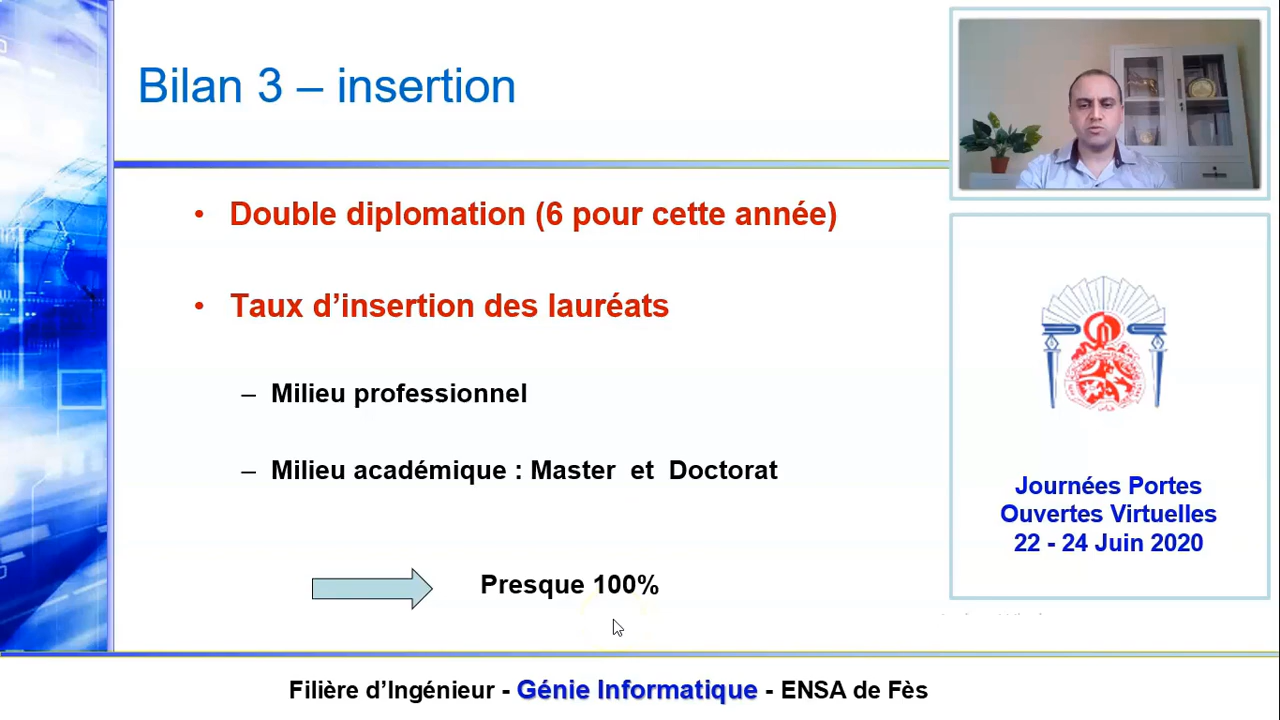 Bilan 3 – insertion
• Double diplomation (6 pour cette année)
• Taux d’insertion des lauréats
– Milieu professionnel
– Milieu académique : Master et Doctorat
Presque 100%
Journées Portes
Ouvertes Virtuelles
22 - 24 Juin 2020
Filière d’Ingénieur - Génie Informatique - ENSA de Fès